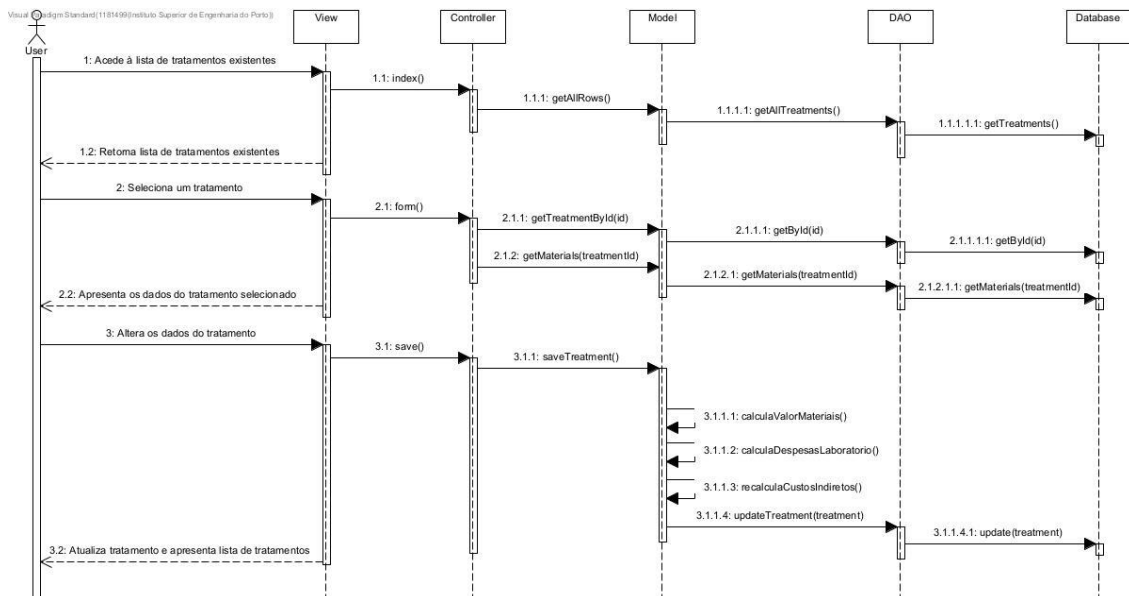 Visual Paradigm Standard(1181499(Instituto Superior de Engenharia do Porto))
User
View
Controller
Model
DAO
Database
1: Acede à lista de tratamentos existentes
1.1: index()
1.1.1: getAllRows()
1.1.1.1: getAllTreatments()
1.1.1.1.1: getTreatments()
1.2: Retorna lista de tratamentos existentes
2: Seleciona um tratamento
2.1: form()
2.1.1: getTreatmentById(id)
2.1.1.1: getById(id)
2.1.1.1.1: getById(id)
2.1.2: getMaterials(treatmentId)
2.1.2.1: getMaterials(treatmentId)
2.1.2.1.1: getMaterials(treatmentId)
2.2: Apresenta os dados do tratamento selecionado
3: Altera os dados do tratamento
3.1: save()
3.1.1: saveTreatment()
3.1.1.1: calculaValorMateriais()
3.1.1.2: calculaDespesasLaboratorio()
3.1.1.3: recalculaCustosIndiretos()
3.1.1.4: updateTreatment(treatment)
3.1.1.4.1: update(treatment)
3.2: Atualiza tratamento e apresenta lista de tratamentos